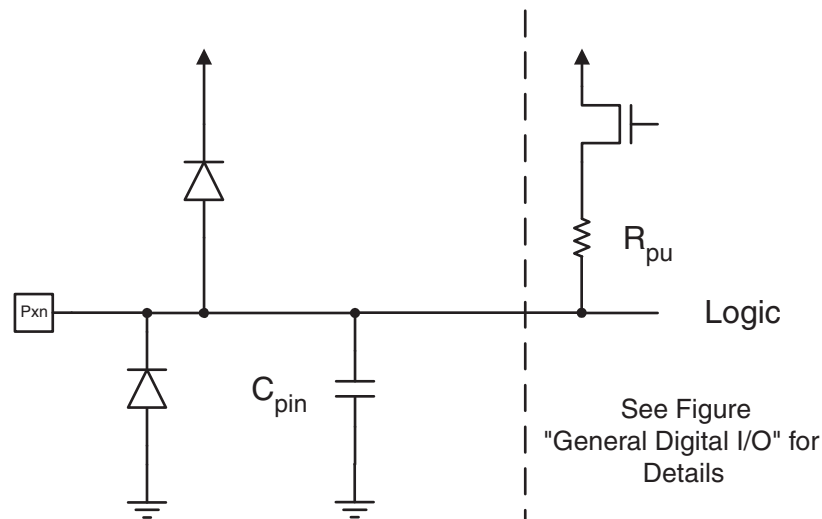 R_pu
Pxn
Logic
C_pin
See Figure
"General Digital I/O" for
Details